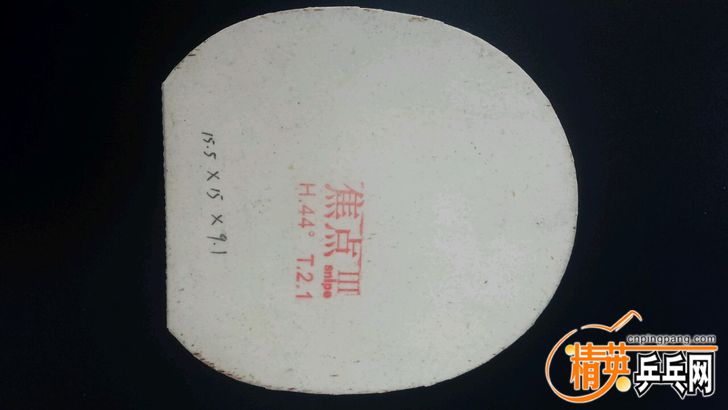 15.5 X 15 X 9.1
焦点III
snipe
H.44° T.2.1
cnpingpang.com
精英乒乓网